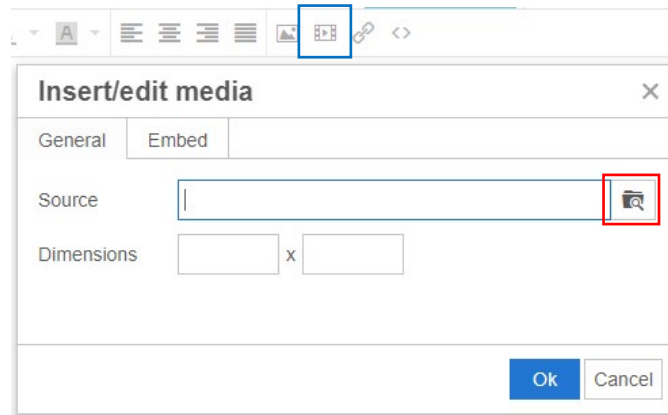 A
Insert/edit media
General Embed
Source
Dimensions x
Ok Cancel